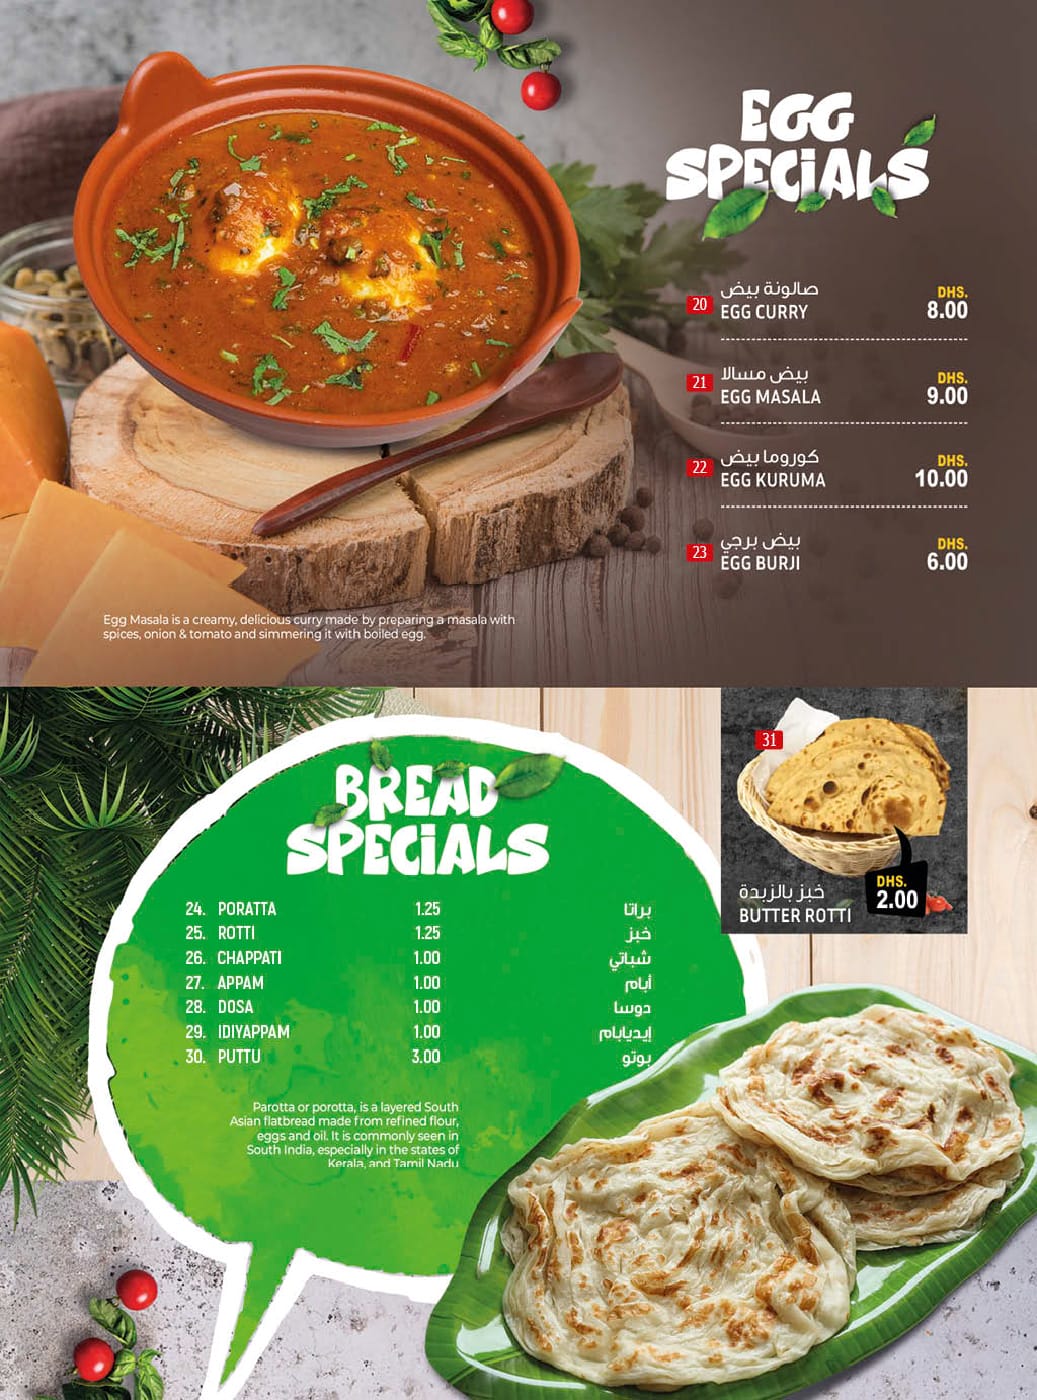 EGG
SPECIALS
20
صالونة بيض
EGG CURRY
DHS.
8.00
21
بيض مسالا
EGG MASALA
DHS.
9.00
22
كوروما بيض
EGG KURUMA
DHS.
10.00
23
بيض برجي
EGG BURJI
DHS.
6.00
Egg Masala is a creamy, delicious curry made by preparing a masala with
spices, onion & tomato and simmering it with boiled egg.
BREAD
SPECIALS
24. PORATTA 1.25 براتا
25. ROTTI 1.25 خبز
26. CHAPPATI 1.00 شباتي
27. APPAM 1.00 أبام
28. DOSA 1.00 دوسا
29. IDIYAPPAM 1.00 إيديابام
30. PUTTU 3.00 بوتو
Parotta or porotta, is a layered South
Asian flatbread made from refined flour,
eggs and oil. It is commonly seen in
South India, especially in the states of
Kerala, and Tamil Nadu
31
خبز بالزبدة
BUTTER ROTTI
DHS.
2.00